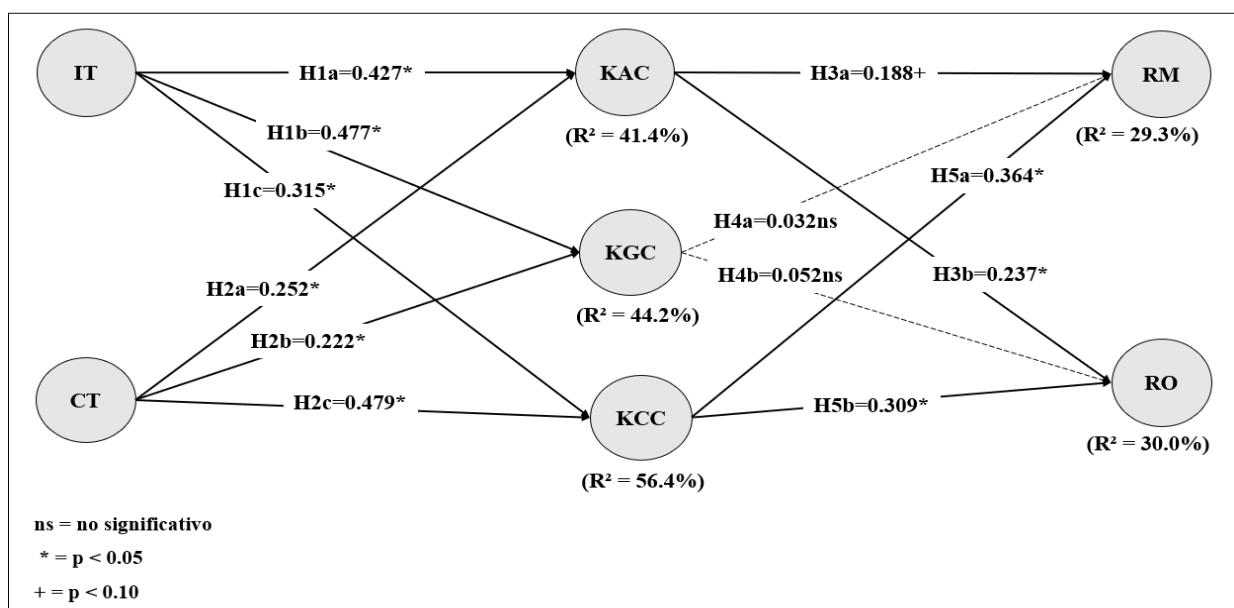 IT
H1a=0.427*
KAC
H3a=0.188+
RM
H1b=0.477*
(R² = 41.4%)
(R² = 29.3%)
H1c=0.315*
H5a=0.364*
H4a=0.032ns
KGC
H4b=0.052ns
H3b=0.237*
H2a=0.252*
(R² = 44.2%)
H2b=0.222*
CT
H2c=0.479*
KCC
H5b=0.309*
RO
(R² = 30.0%)
(R² = 56.4%)
ns = no significativo
* = p < 0.05
+ = p < 0.10